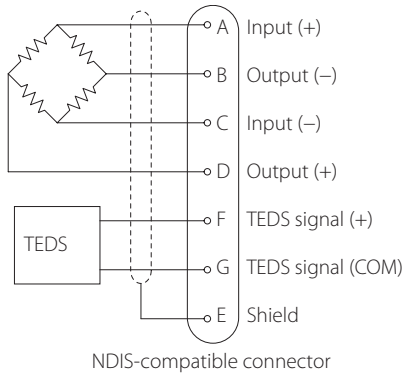 A Input (+)
B Output (−)
C Input (−)
D Output (+)
F TEDS signal (+)
TEDS
G TEDS signal (COM)
E Shield
NDIS-compatible connector